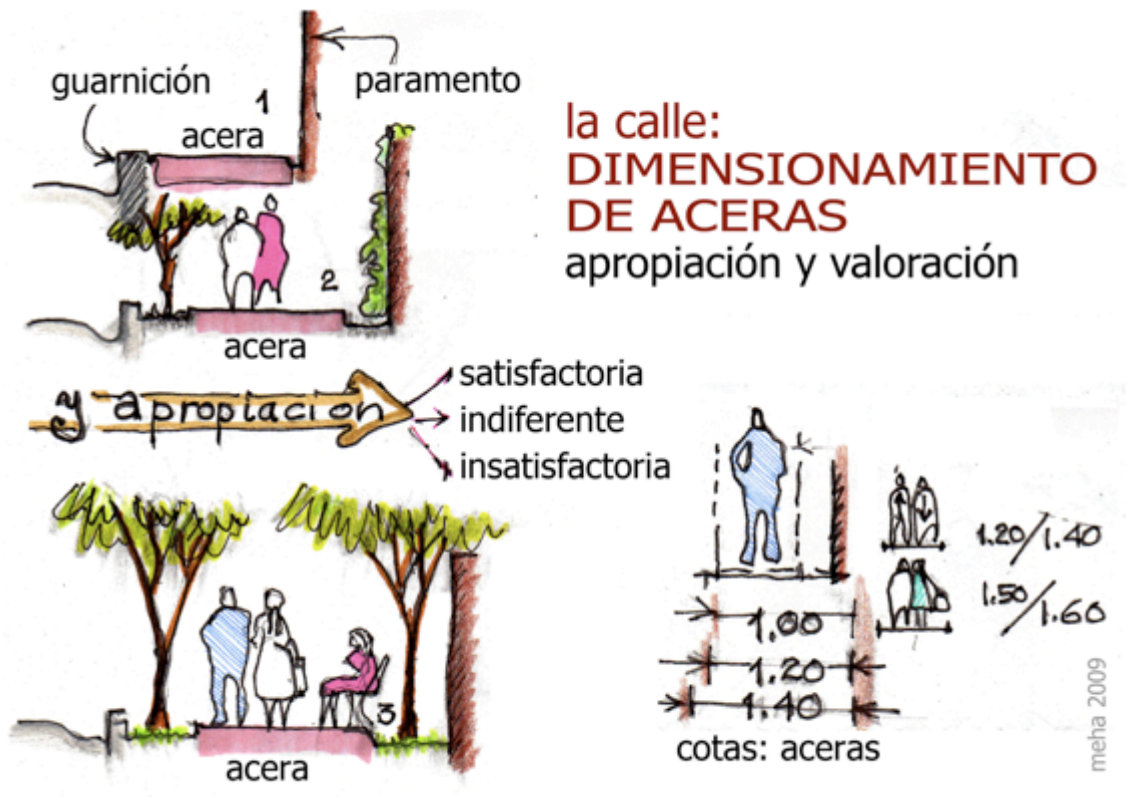 guarnición
paramento
1
acera
la calle:
DIMENSIONAMIENTO
DE ACERAS
apropiación y valoración
2
acera
y apropiación
satisfactoria
indiferente
insatisfactoria
1.20/1.40
1.50/1.60
1.00
1.20
1.40
3
acera
cotas: aceras
meha 2009